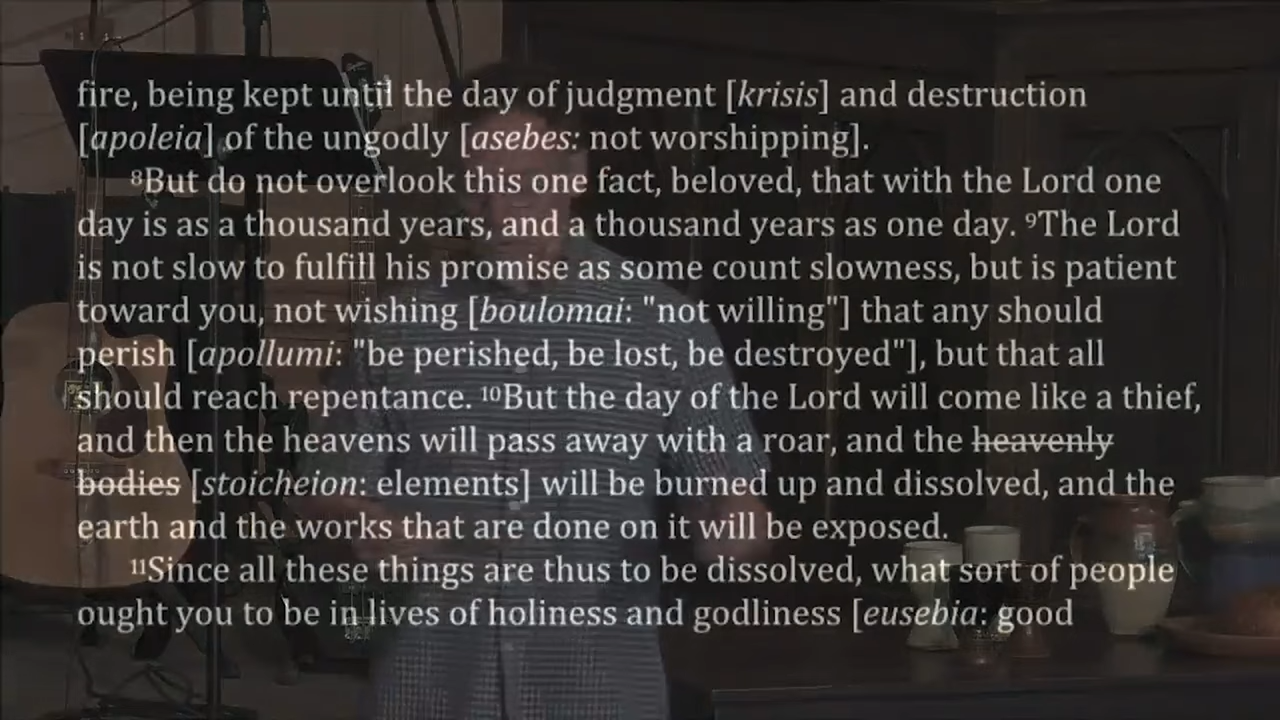 fire, being kept until the day of judgment [krisis] and destruction
[apoleia] of the ungodly [asebes: not worshipping].
⁸But do not overlook this one fact, beloved, that with the Lord one
day is as a thousand years, and a thousand years as one day. ⁹The Lord
is not slow to fulfill his promise as some count slowness, but is patient
toward you, not wishing [boulomai: "not willing"] that any should
perish [apollumi: "be perished, be lost, be destroyed"], but that all
should reach repentance. ¹⁰But the day of the Lord will come like a thief,
and then the heavens will pass away with a roar, and the heavenly
bodies [stoicheion: elements] will be burned up and dissolved, and the
earth and the works that are done on it will be exposed.
¹¹Since all these things are thus to be dissolved, what sort of people
ought you to be in lives of holiness and godliness [eusebia: good